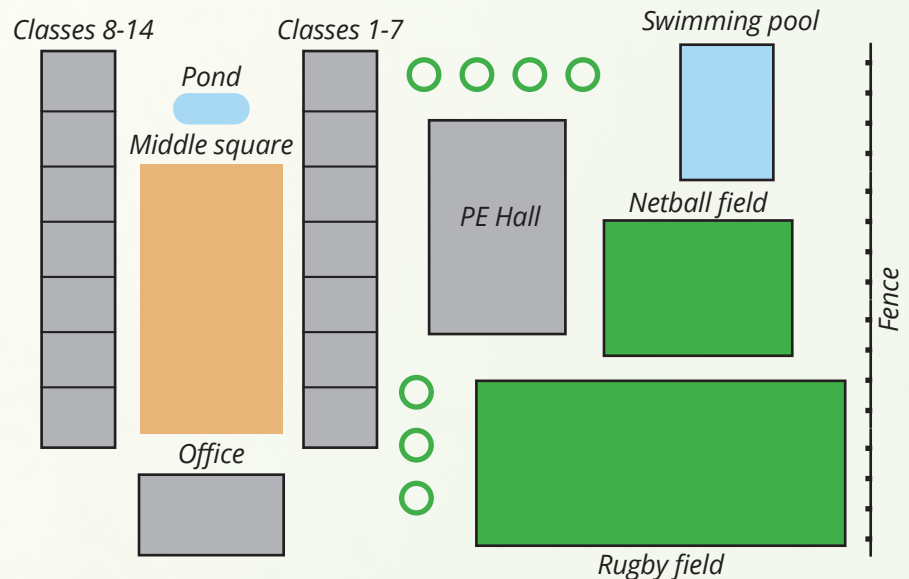 Classes 8-14
Classes 1-7
Swimming pool
Pond
Middle square
PE Hall
Netball field
Fence
Office
Rugby field